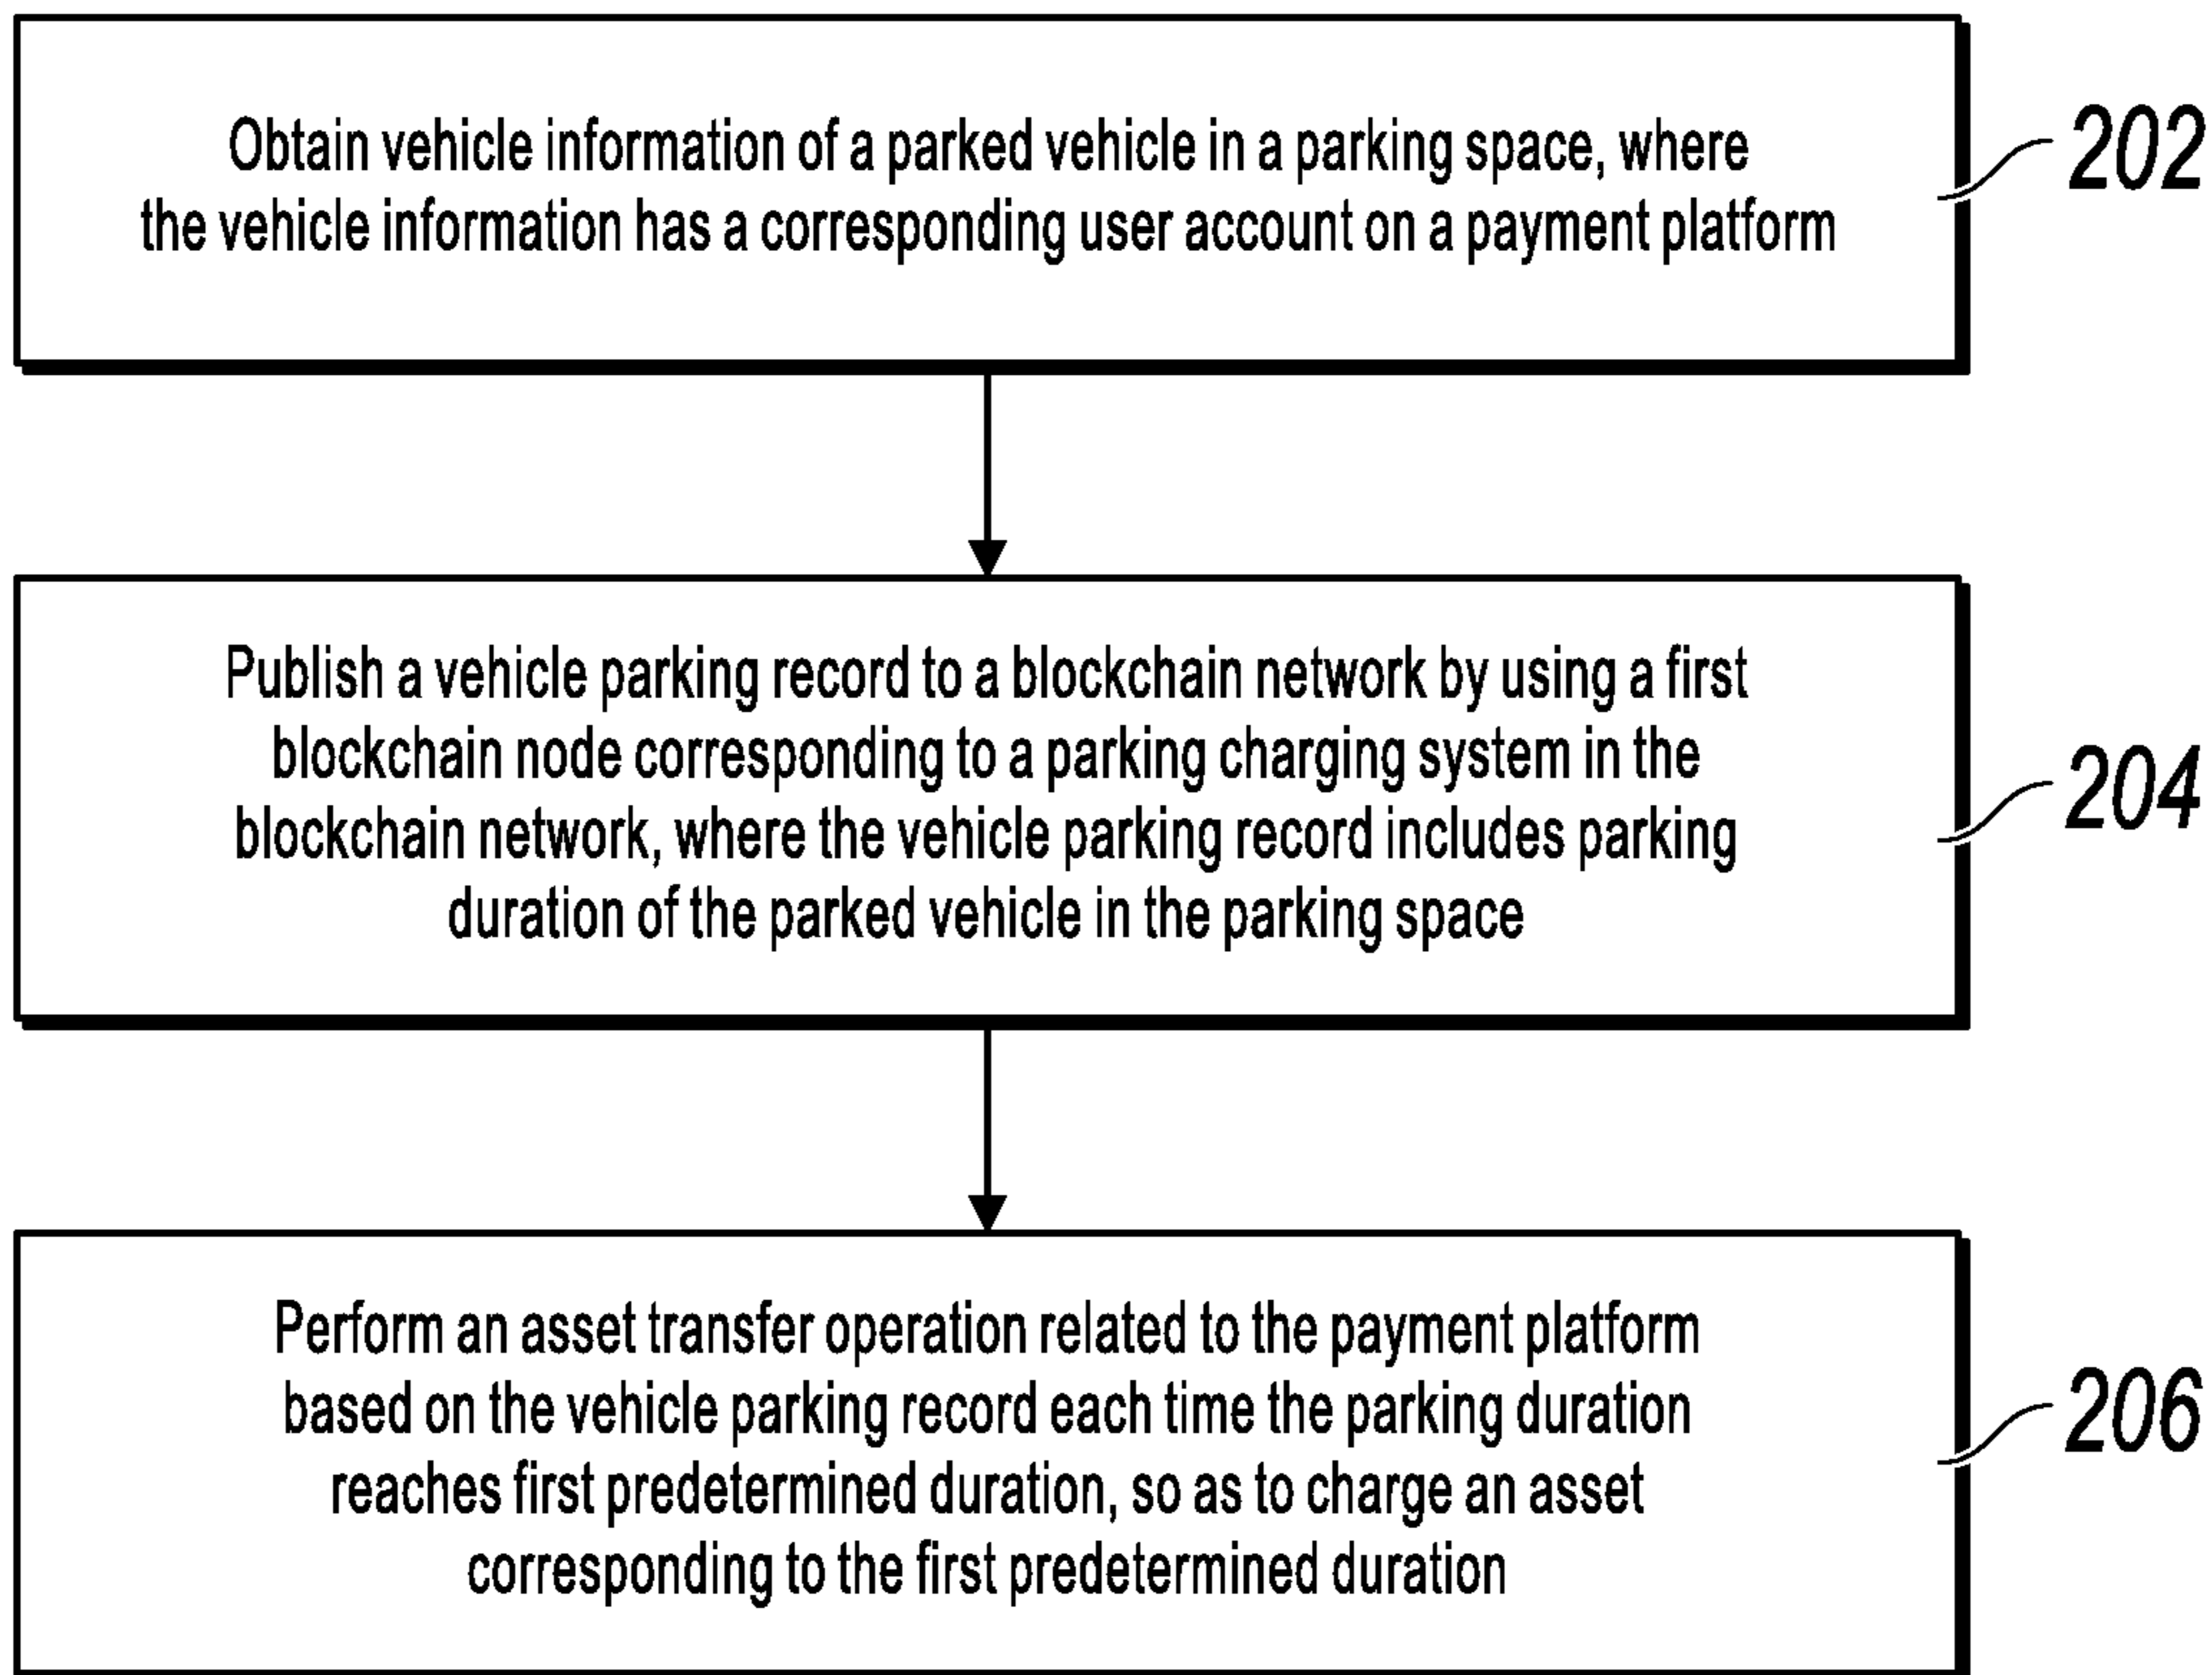 Obtain vehicle information of a parked vehicle in a parking space, where
the vehicle information has a corresponding user account on a payment platform
202
Publish a vehicle parking record to a blockchain network by using a first
blockchain node corresponding to a parking charging system in the
blockchain network, where the vehicle parking record includes parking
duration of the parked vehicle in the parking space
204
Perform an asset transfer operation related to the payment platform
based on the vehicle parking record each time the parking duration
reaches first predetermined duration, so as to charge an asset
corresponding to the first predetermined duration
206